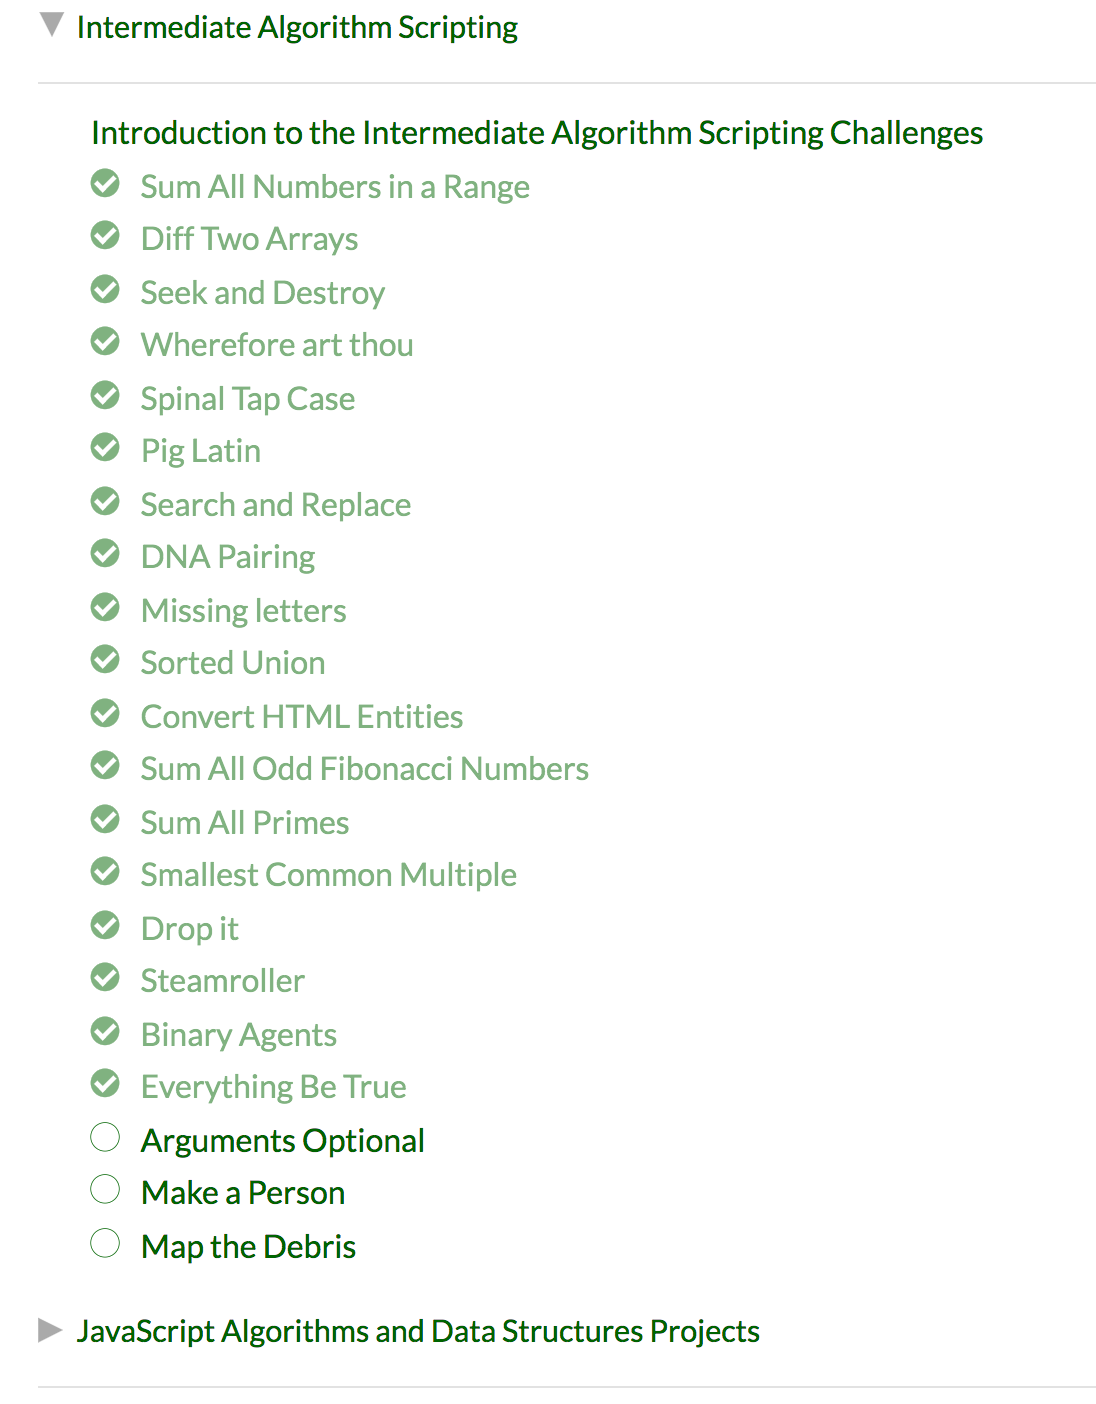 Intermediate Algorithm Scripting
Introduction to the Intermediate Algorithm Scripting Challenges
Sum All Numbers in a Range
Diff Two Arrays
Seek and Destroy
Wherefore art thou
Spinal Tap Case
Pig Latin
Search and Replace
DNA Pairing
Missing letters
Sorted Union
Convert HTML Entities
Sum All Odd Fibonacci Numbers
Sum All Primes
Smallest Common Multiple
Drop it
Steamroller
Binary Agents
Everything Be True
Arguments Optional
Make a Person
Map the Debris
JavaScript Algorithms and Data Structures Projects